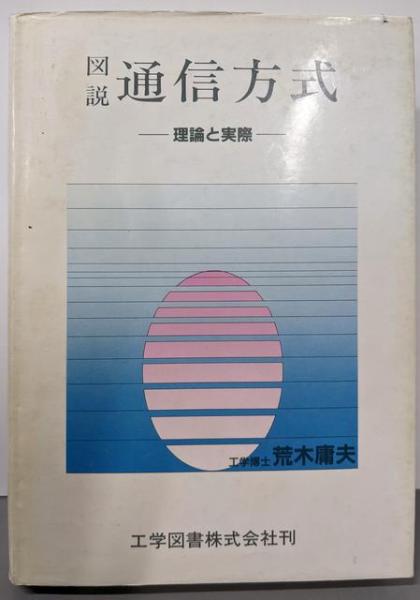 図説 通信方式
―理論と実際―
工学博士 荒木庸夫
工学図書株式会社刊